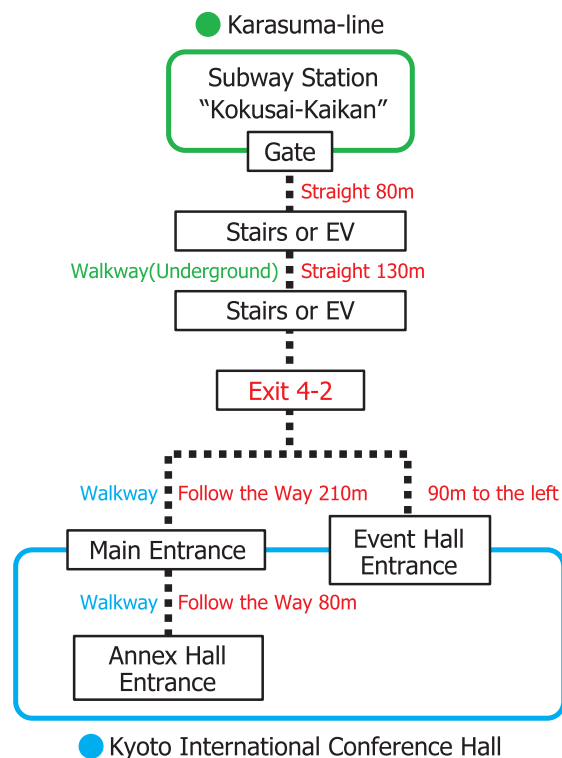 Karasuma-line
Subway Station
“Kokusai-Kaikan”
Gate
Straight 80m
Stairs or EV
Walkway(Underground)
Straight 130m
Stairs or EV
Exit 4-2
Walkway
Follow the Way 210m
90m to the left
Main Entrance
Event Hall
Entrance
Walkway
Follow the Way 80m
Annex Hall
Entrance
Kyoto International Conference Hall